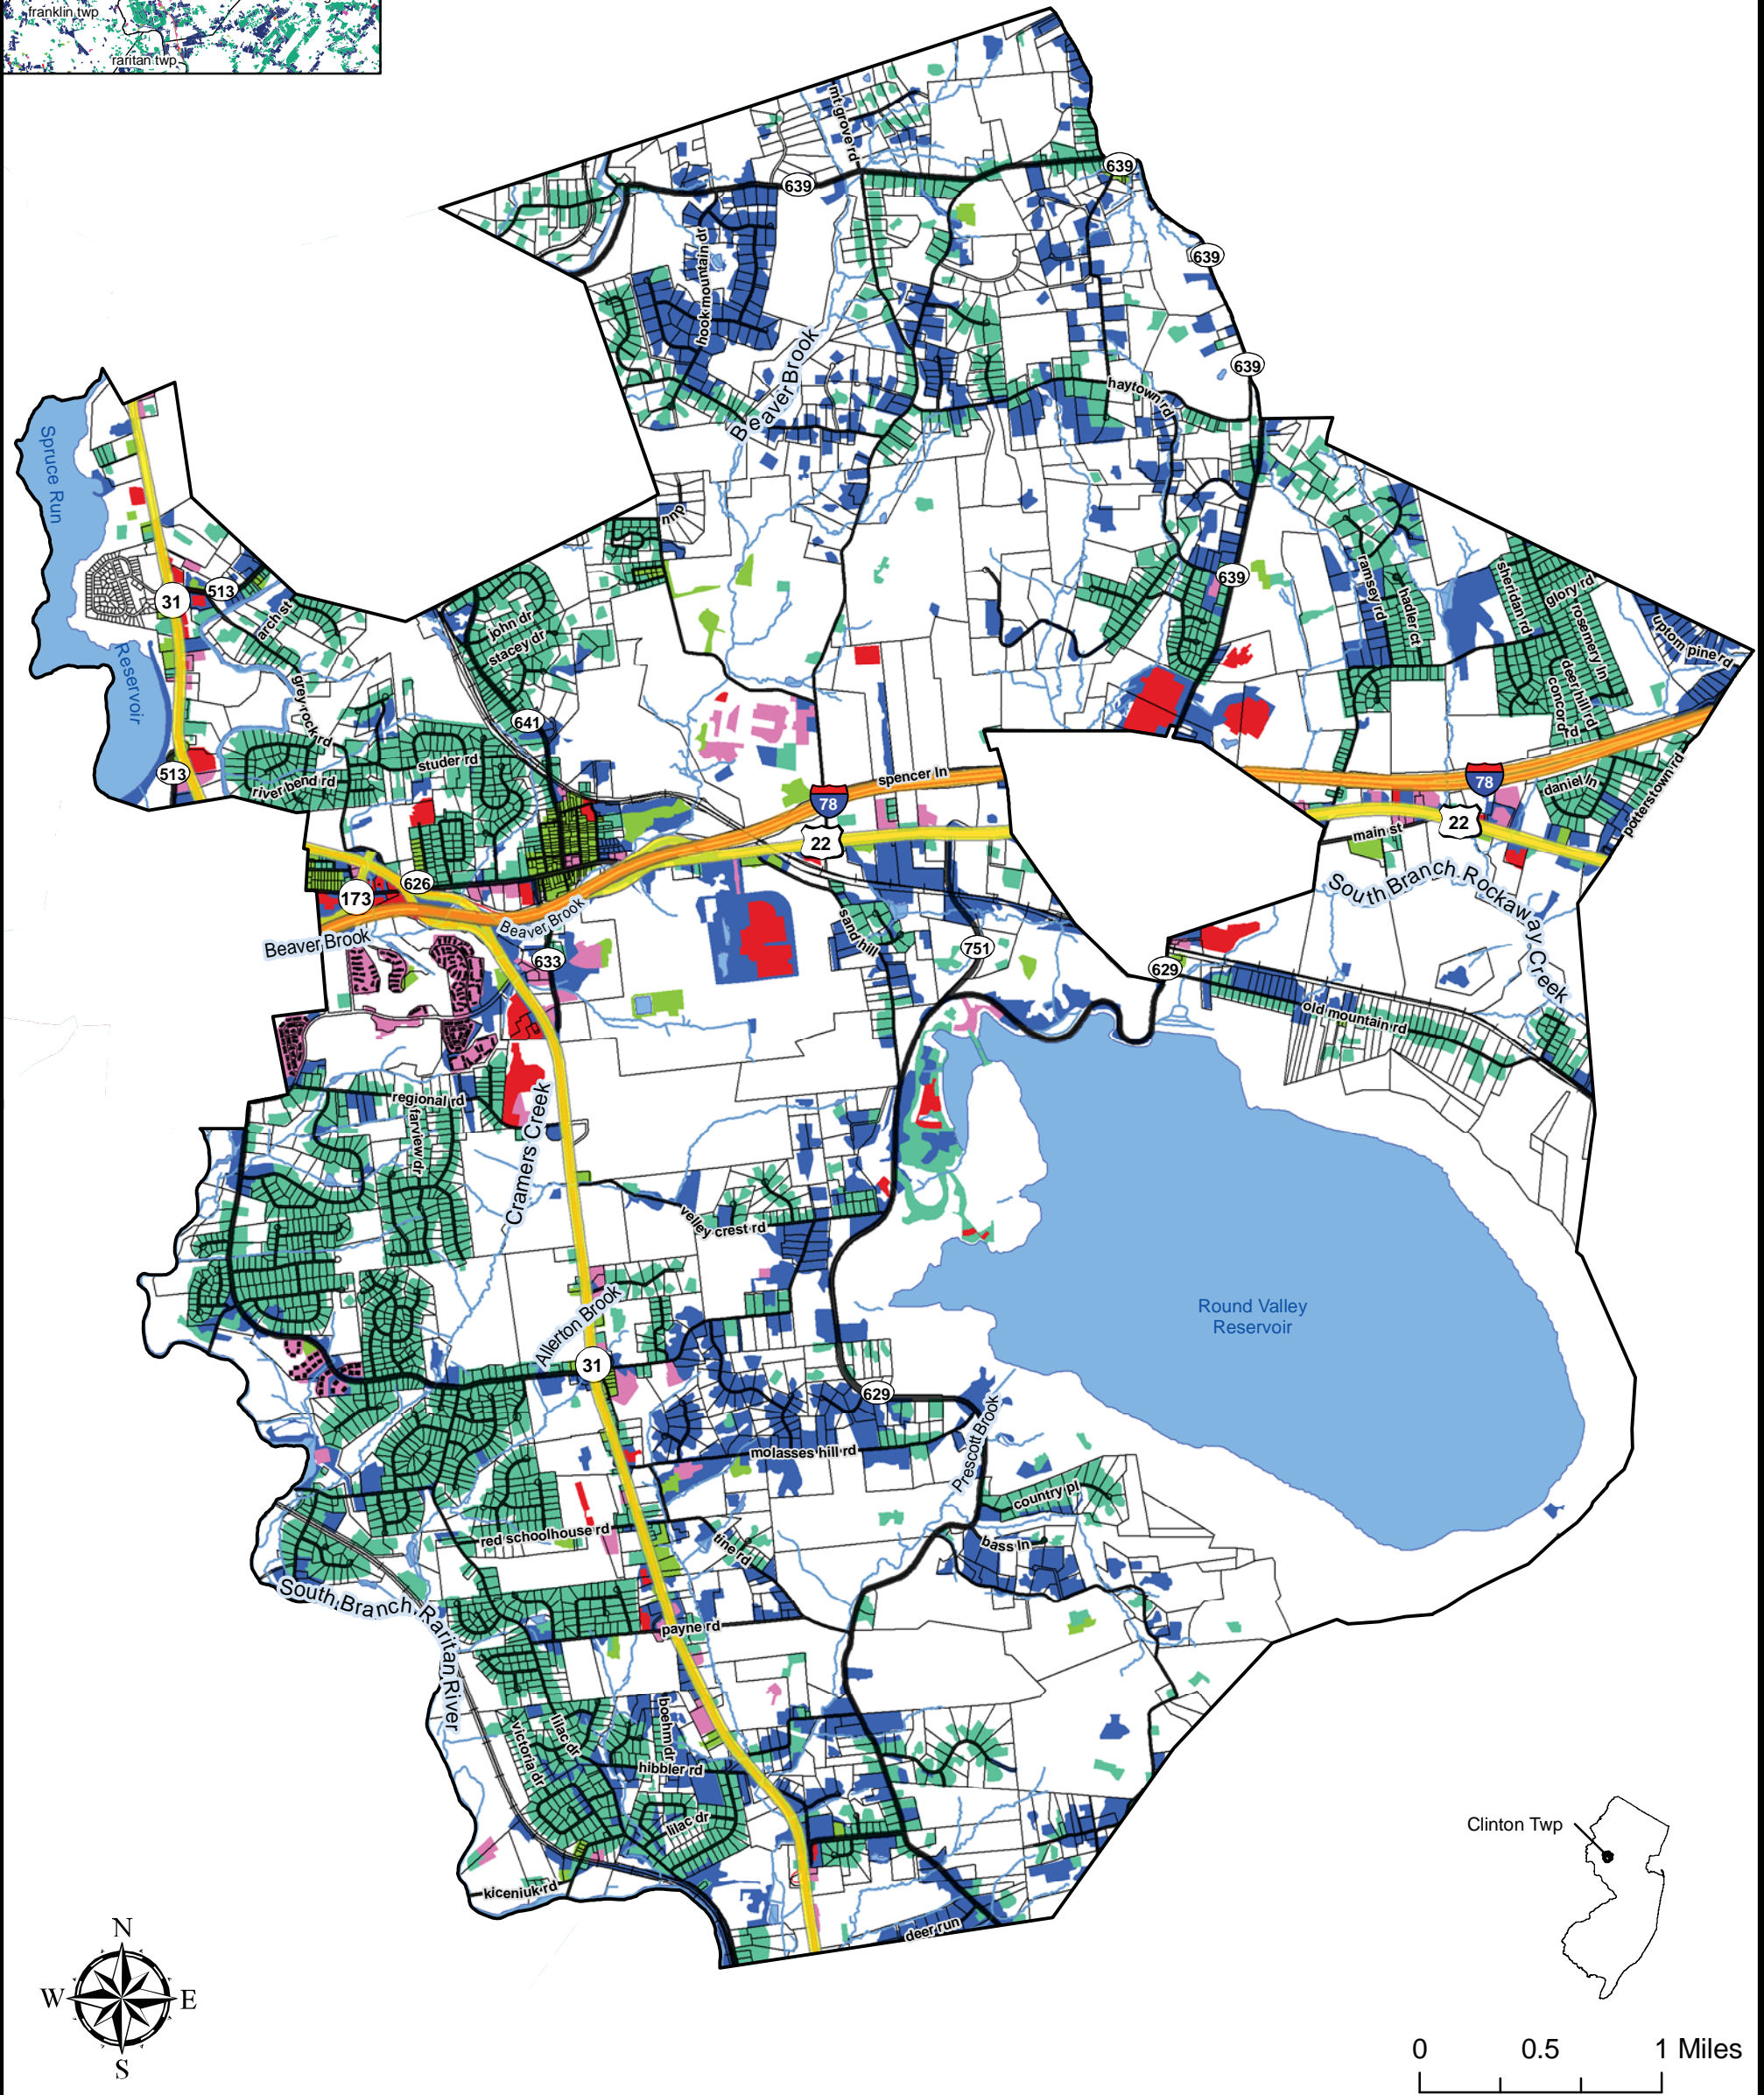 franklin twp
raritan twp
mt grove rd
639
639
hook mountain dr
639
Beaver Brook
639
haytown rd
Spruce Run
Reservoir
31
513
arch st
grey rock rd
john dr
stacey dr
641
studer rd
river bend rd
513
639
ramsey rd
hadler ct
sheridan rd
glory rd
rosemery ln
deer hill rd
concord rd
upton pine rd
spencer ln
78
22
78
22
daniel ln
potterstown rd
main st
South Branch Rockaway Creek
626
173
Beaver Brook
Beaver Brook
633
sand hill
751
629
old mountain rd
regional rd
farview dr
Cramers Creek
velley crest rd
Round Valley
Reservoir
Allerton Brook
31
629
molasses hill rd
Prescott Brook
country pl
bass ln
red schoolhouse rd
tine rd
South Branch Raritan River
payne rd
boehm dr
lilac dr
victoria dr
hibbler rd
lilac dr
kiceniuk rd
deer run
Clinton Twp
N
W
E
S
0
0.5
1 Miles